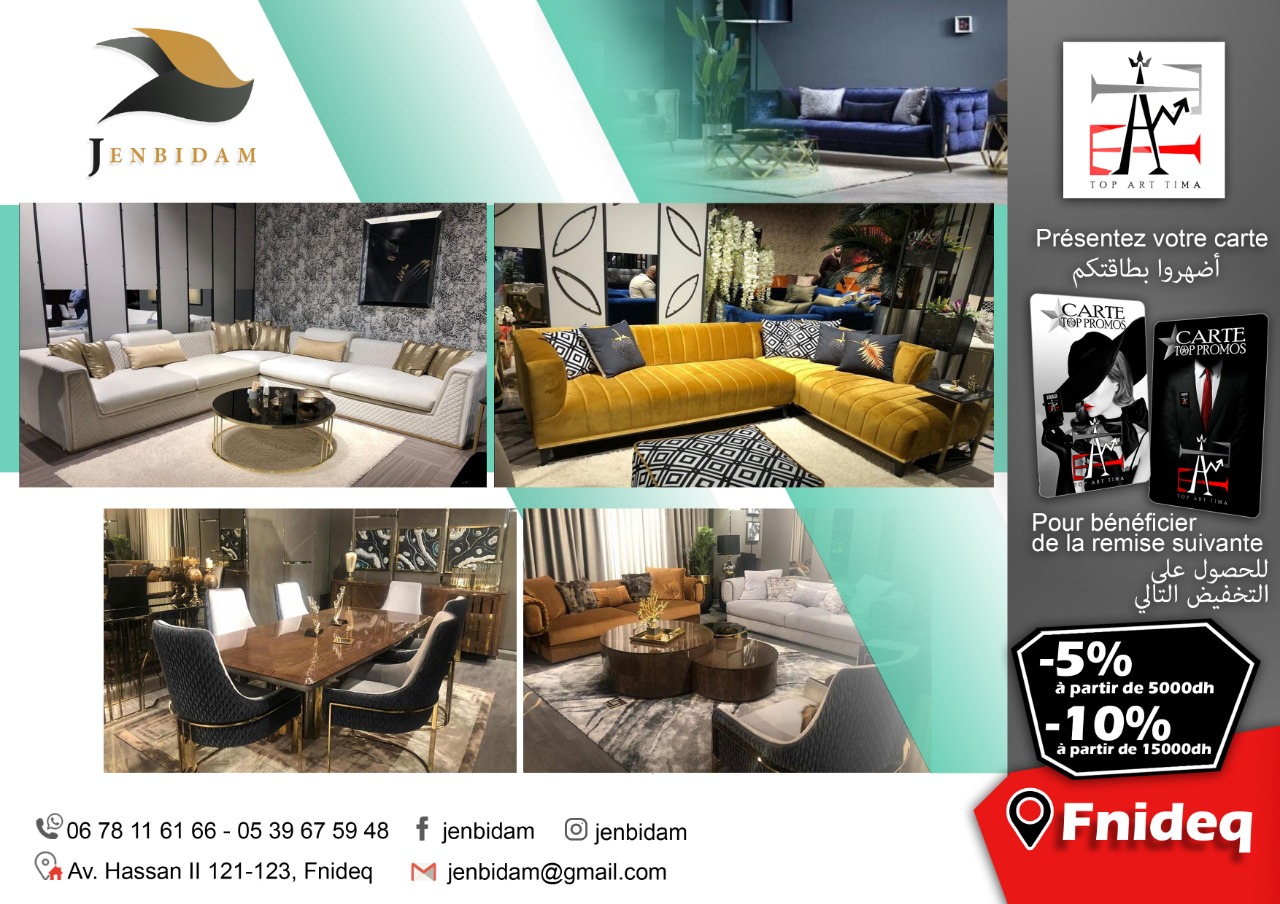 JENBIDAM
TOP ART TIMA
Présentez votre carte
أضهروا بطاقتكم
CARTE
TOP PROMOS
TOP ART TIMA
CARTE
TOP PROMOS
TOP ART TIMA
Pour bénéficier
de la remise suivante
للحصول على
التخفيض التالي
-5%
à partir de 5000dh
-10%
à partir de 15000dh
Fnideq
06 78 11 61 66 - 05 39 67 59 48
jenbidam
jenbidam
Av. Hassan II 121-123, Fnideq
jenbidam@gmail.com